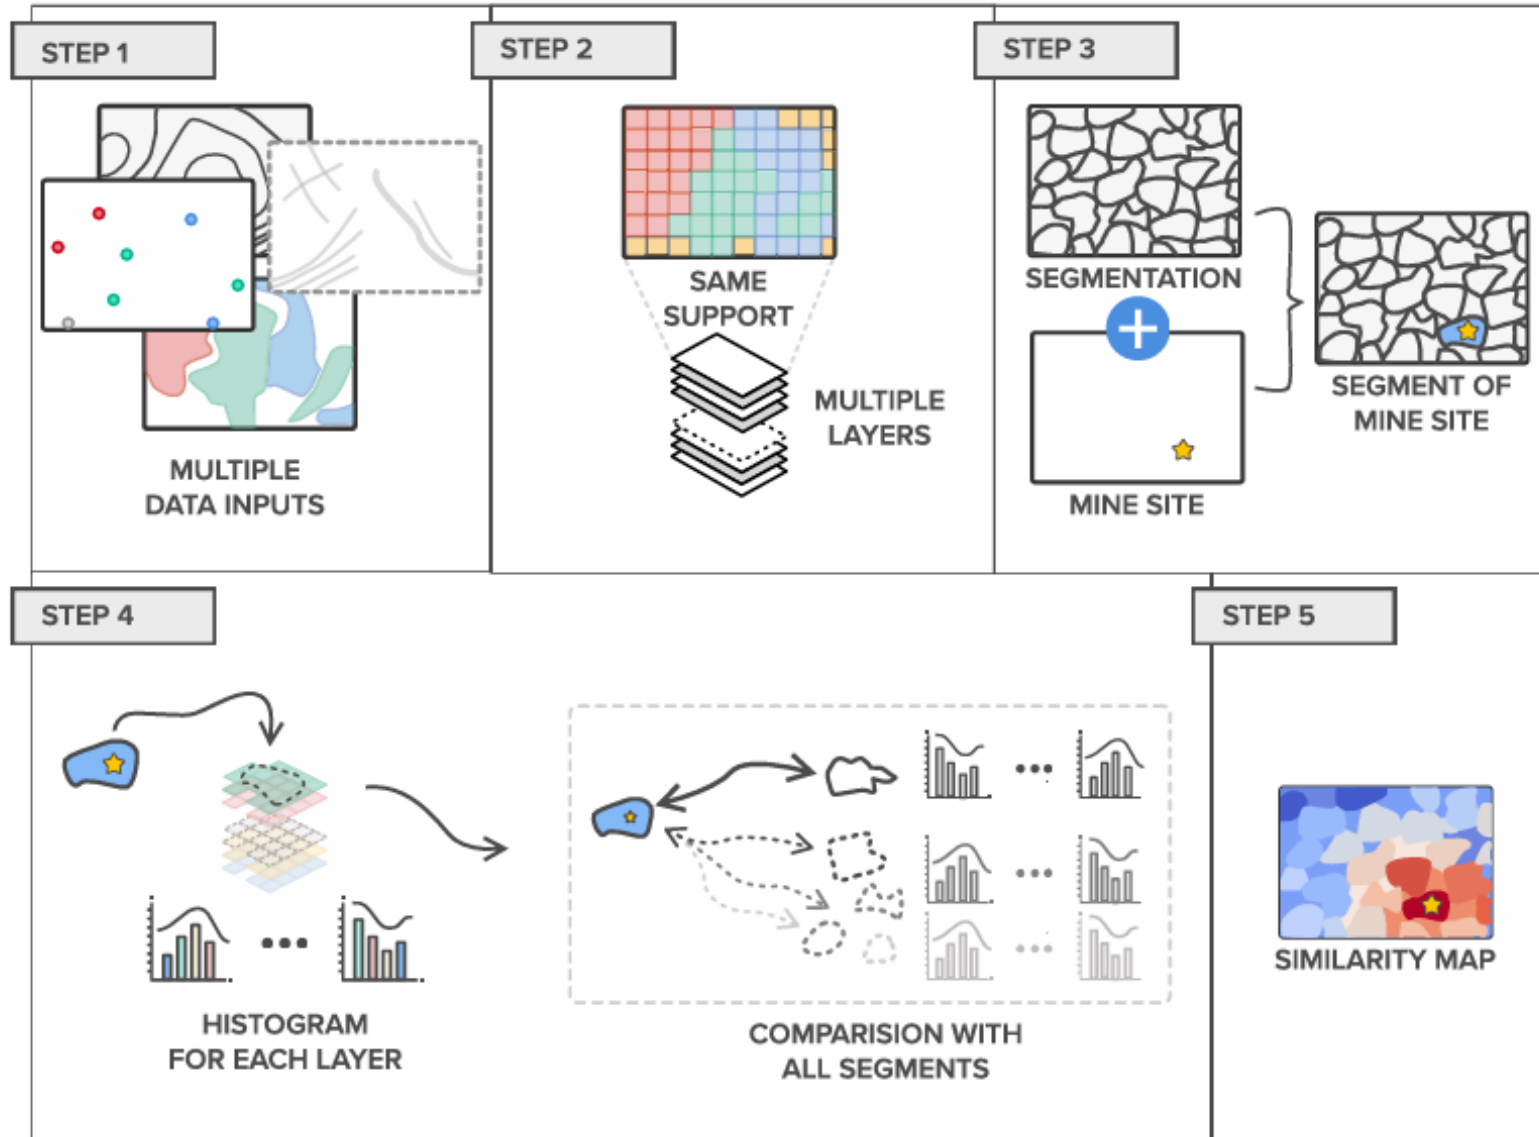 STEP 1
MULTIPLE
DATA INPUTS
STEP 2
SAME
SUPPORT
MULTIPLE
LAYERS
STEP 3
SEGMENTATION
MINE SITE
SEGMENT OF
MINE SITE
STEP 4
HISTOGRAM
FOR EACH LAYER
COMPARISION WITH
ALL SEGMENTS
STEP 5
SIMILARITY MAP